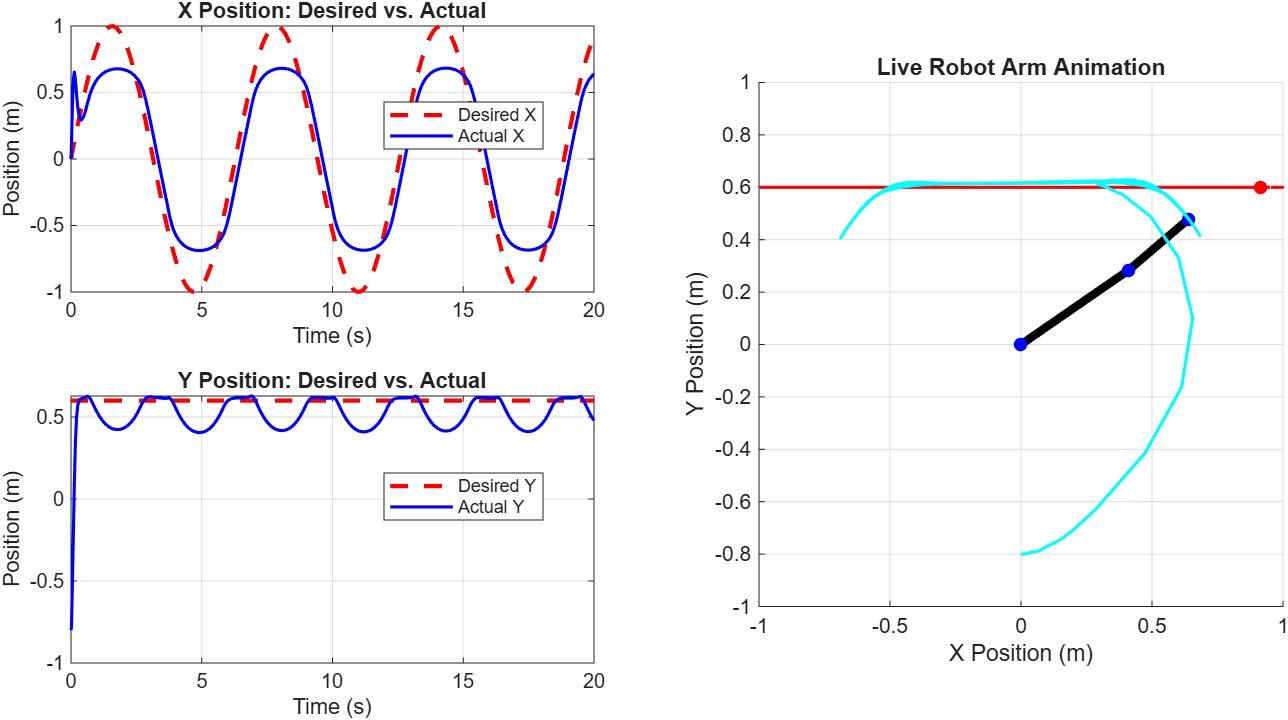 X Position: Desired vs. Actual
1
0.5
0
-0.5
-1
Position (m)
Desired X
Actual X
0 5 10 15 20
Time (s)
Y Position: Desired vs. Actual
0.5
0
-0.5
-1
Position (m)
Desired Y
Actual Y
0 5 10 15 20
Time (s)
Live Robot Arm Animation
1
0.8
0.6
0.4
0.2
0
-0.2
-0.4
-0.6
-0.8
-1
Y Position (m)
-1 -0.5 0 0.5 1
X Position (m)